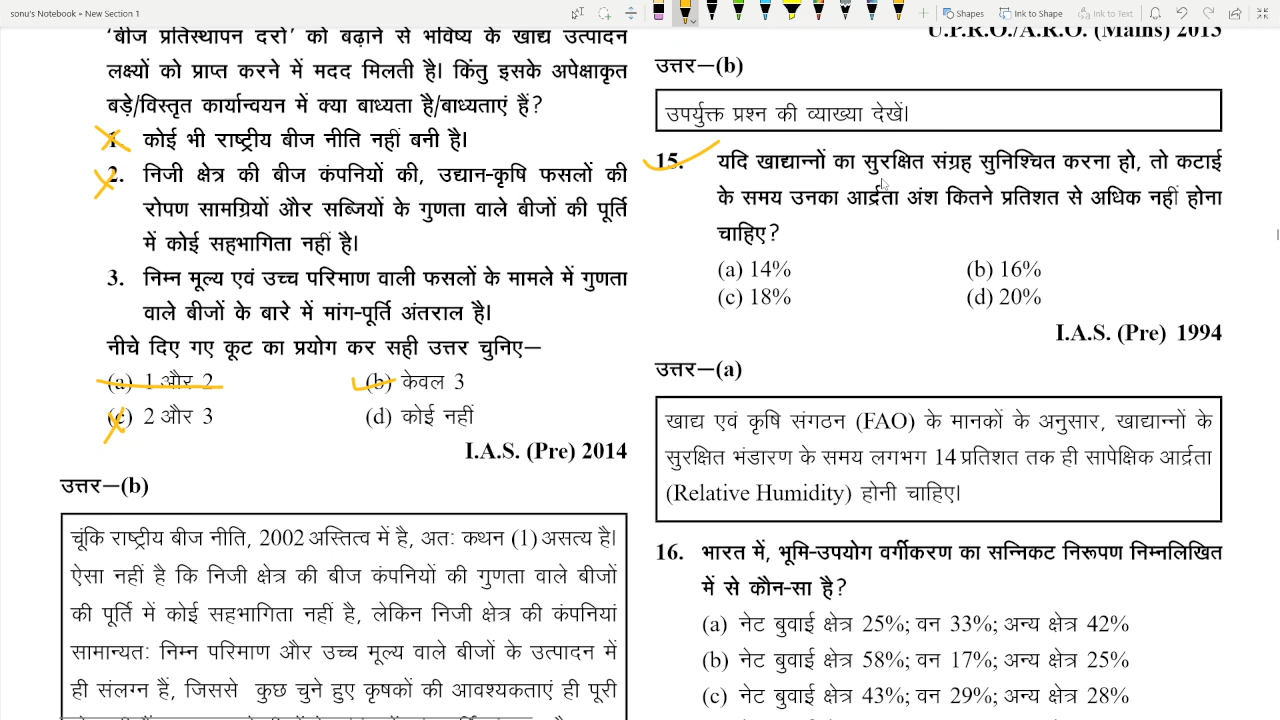 sonu's Notebook » New Section 1
Shapes Ink to Shape Ink to Text
'बीज प्रतिस्थापन दरों' को बढ़ाने से भविष्य के खाद्य उत्पादन
लक्ष्यों को प्राप्त करने में मदद मिलती है। किंतु इसके अपेक्षाकृत
बड़े/विस्तृत कार्यान्वयन में क्या बाध्यता है/बाध्यताएं हैं?
1. कोई भी राष्ट्रीय बीज नीति नहीं बनी है।
2. निजी क्षेत्र की बीज कंपनियों की, उद्यान-कृषि फसलों की
रोपण सामग्रियों और सब्जियों के गुणता वाले बीजों की पूर्ति
में कोई सहभागिता नहीं है।
3. निम्न मूल्य एवं उच्च परिमाण वाली फसलों के मामले में गुणता
वाले बीजों के बारे में मांग-पूर्ति अंतराल है।
नीचे दिए गए कूट का प्रयोग कर सही उत्तर चुनिए—
(a) 1 और 2 (b) केवल 3
(c) 2 और 3 (d) कोई नहीं
I.A.S. (Pre) 2014
उत्तर—(b)
चूंकि राष्ट्रीय बीज नीति, 2002 अस्तित्व में है, अतः कथन (1) असत्य है।
ऐसा नहीं है कि निजी क्षेत्र की बीज कंपनियों की गुणता वाले बीजों
की पूर्ति में कोई सहभागिता नहीं है, लेकिन निजी क्षेत्र की कंपनियां
सामान्यतः निम्न परिमाण और उच्च मूल्य वाले बीजों के उत्पादन में
ही संलग्न हैं, जिससे कुछ चुने हुए कृषकों की आवश्यकताएं ही पूरी
U.P.R.O./A.R.O. (Mains) 2013
उत्तर—(b)
उपर्युक्त प्रश्न की व्याख्या देखें।
15. यदि खाद्यान्नों का सुरक्षित संग्रह सुनिश्चित करना हो, तो कटाई
के समय उनका आर्द्रता अंश कितने प्रतिशत से अधिक नहीं होना
चाहिए?
(a) 14% (b) 16%
(c) 18% (d) 20%
I.A.S. (Pre) 1994
उत्तर—(a)
खाद्य एवं कृषि संगठन (FAO) के मानकों के अनुसार, खाद्यान्नों के
सुरक्षित भंडारण के समय लगभग 14 प्रतिशत तक ही सापेक्षिक आर्द्रता
(Relative Humidity) होनी चाहिए।
16. भारत में, भूमि-उपयोग वर्गीकरण का सन्निकट निरूपण निम्नलिखित
में से कौन-सा है?
(a) नेट बुवाई क्षेत्र 25%; वन 33%; अन्य क्षेत्र 42%
(b) नेट बुवाई क्षेत्र 58%; वन 17%; अन्य क्षेत्र 25%
(c) नेट बुवाई क्षेत्र 43%; वन 29%; अन्य क्षेत्र 28%